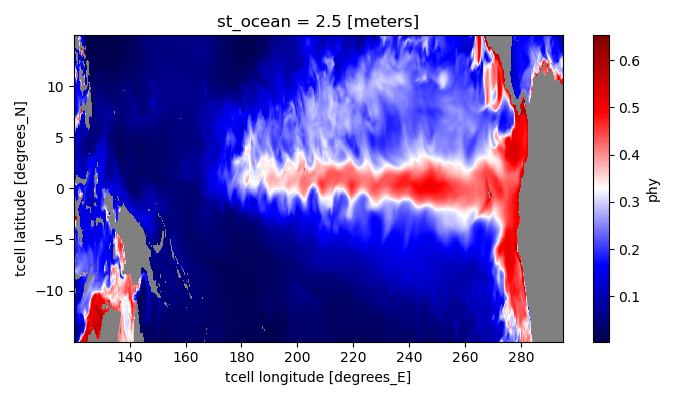 st_ocean = 2.5 [meters]
tcell latitude [degrees_N]
10
5
0
−5
−10
140 160 180 200 220 240 260 280
tcell longitude [degrees_E]
0.6
0.5
0.4
0.3
0.2
0.1
phy